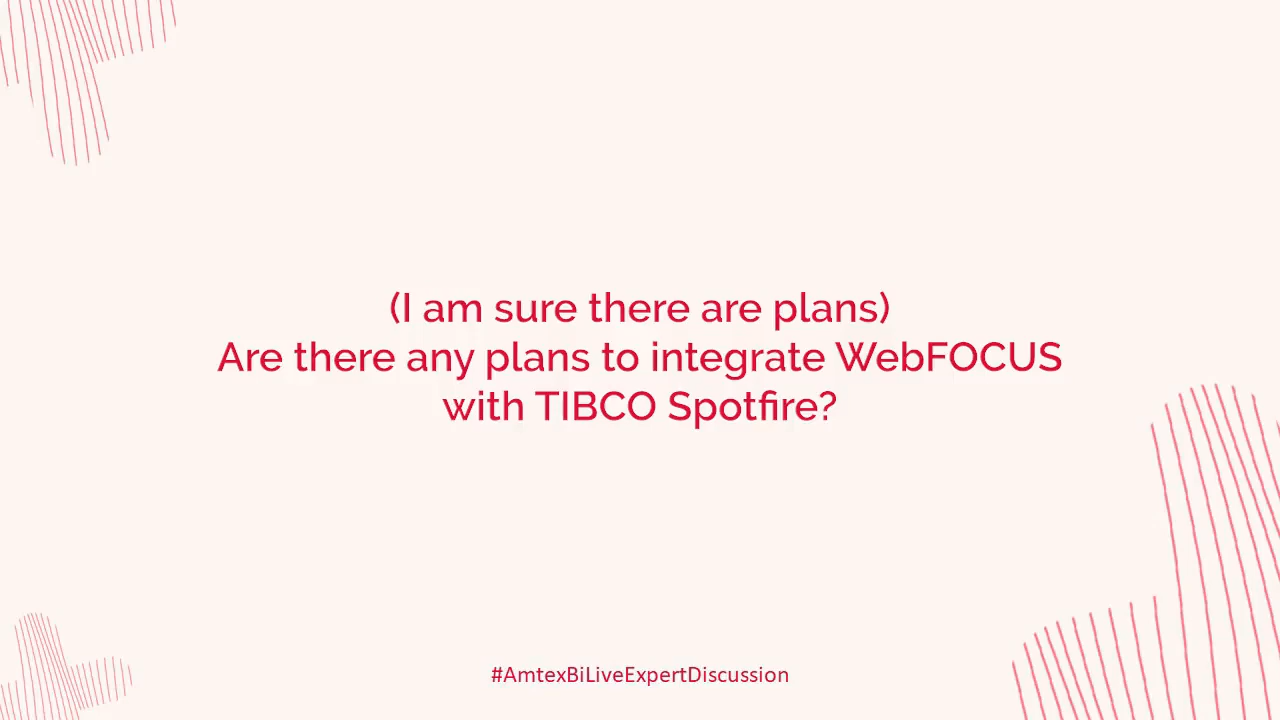 (I am sure there are plans)
Are there any plans to integrate WebFOCUS
with TIBCO Spotfire?
#AmtexBiLiveExpertDiscussion